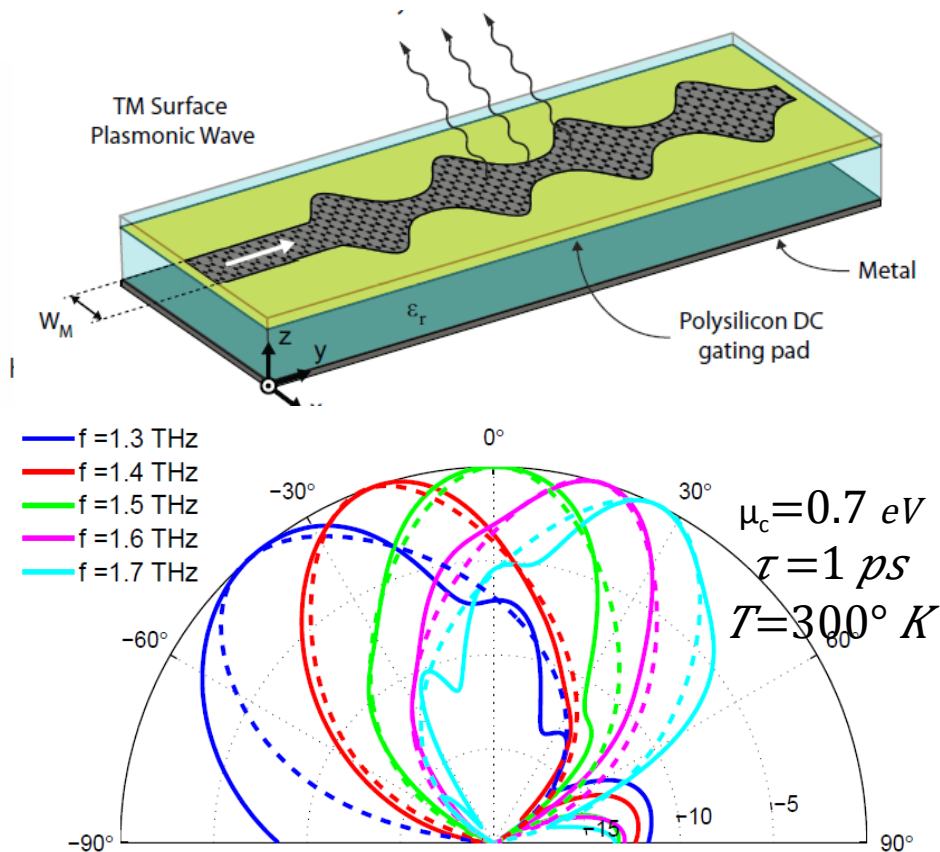 TM Surface
Plasmonic Wave
W_M
ε_r
z
y
Metal
Polysilicon DC
gating pad
f =1.3 THz
f =1.4 THz
f =1.5 THz
f =1.6 THz
f =1.7 THz
0°
−30°
30°
−60°
60°
−90°
90°
−15
−10
−5
μ_c=0.7 eV
τ=1 ps
T=300° K